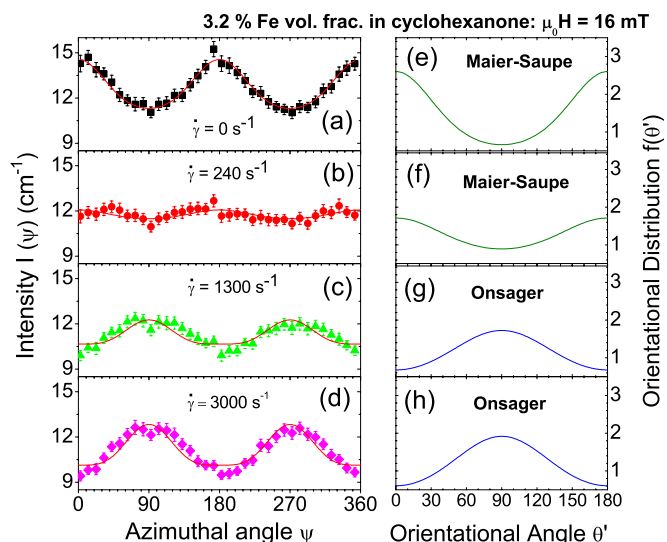 3.2 % Fe vol. frac. in cyclohexanone: μ₀H = 16 mT
Intensity I (ψ) (cm⁻¹)
15
12
9
γ̇ = 0 s⁻¹
(a)
15
12
9
(b)
γ̇ = 240 s⁻¹
15
12
9
(c)
γ̇ = 1300 s⁻¹
15
12
9
γ̇ = 3000 s⁻¹
(d)
0 90 180 270 360
Azimuthal angle ψ
(e)
Maier-Saupe
3
2
1
(f)
Maier-Saupe
3
2
1
(g)
Onsager
3
2
1
(h)
Onsager
3
2
1
0 30 60 90 120 150 180
Orientational Angle θ'
Orientational Distribution f(θ')